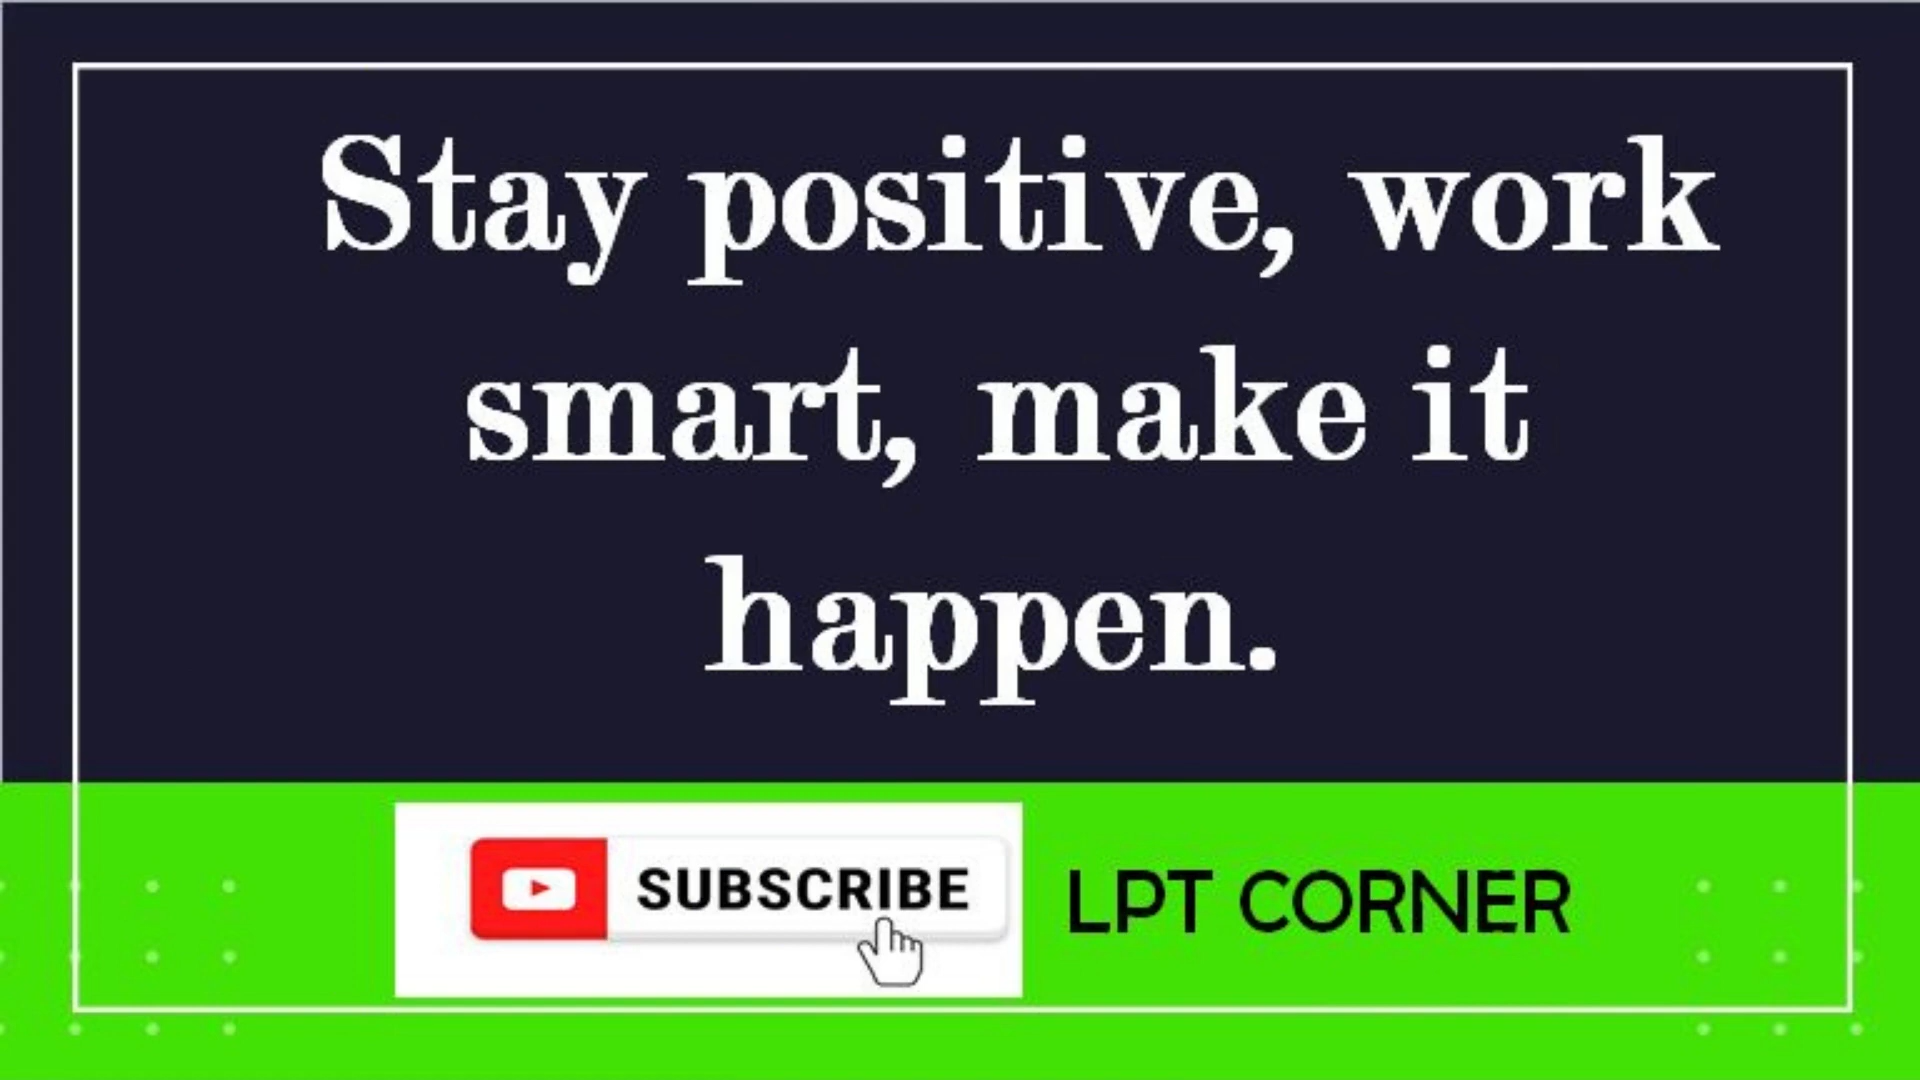 Stay positive, work
smart, make it
happen.
SUBSCRIBE
LPT CORNER